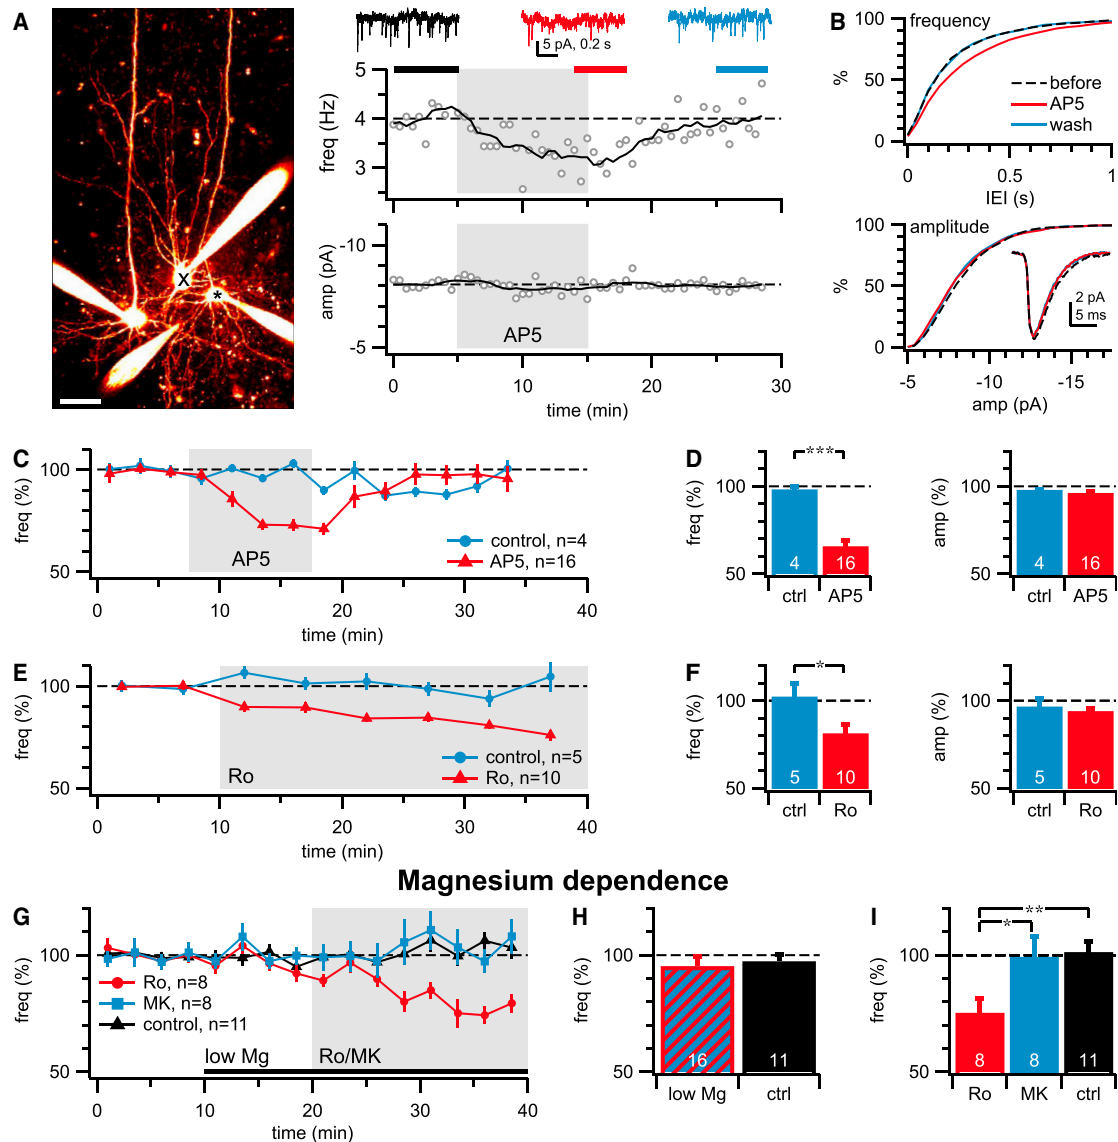 A
X
*
5 pA, 0.2 s
5
4
3
freq (Hz)
-10
-5
amp (pA)
AP5
0
10
20
30
time (min)
B
frequency
100
50
0
%
before
AP5
wash
0
0.5
1
IEI (s)
amplitude
100
50
0
%
2 pA
5 ms
-5
-10
-15
amp (pA)
C
100
50
freq (%)
AP5
control, n=4
AP5, n=16
0
10
20
30
40
time (min)
D
***
100
50
freq (%)
4
16
ctrl
AP5
100
50
amp (%)
4
16
ctrl
AP5
E
100
50
freq (%)
Ro
control, n=5
Ro, n=10
0
10
20
30
40
time (min)
F
*
100
50
freq (%)
5
10
ctrl
Ro
100
50
amp (%)
5
10
ctrl
Ro
Magnesium dependence
G
100
50
freq (%)
Ro, n=8
MK, n=8
control, n=11
low Mg
Ro/MK
0
10
20
30
40
time (min)
H
100
50
freq (%)
16
11
low Mg
ctrl
I
**
*
100
50
freq (%)
8
8
11
Ro
MK
ctrl